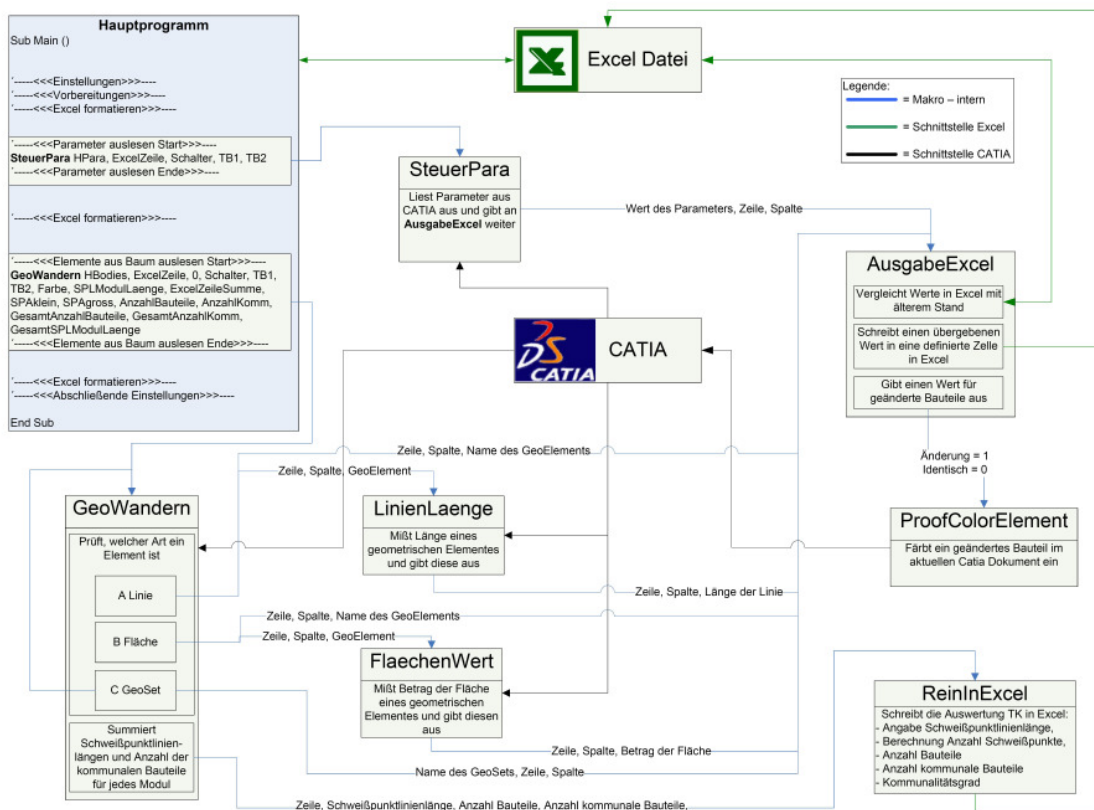 Hauptprogramm
Sub Main ()
´-----<<<Einstellungen>>>----
´-----<<<Vorbereitungen>>>-----
´-----<<<Excel formatieren>>>----
´-----<<<Parameter auslesen Start>>>----
SteuerPara HPara, ExcelZeile, Schalter, TB1, TB2
´-----<<<Parameter auslesen Ende>>>----
´-----<<<Excel formatieren>>>----
´-----<<<Elemente aus Baum auslesen Start>>>----
GeoWandern HBodies, ExcelZeile, 0, Schalter, TB1,
TB2, Farbe, SPLModulLaenge, ExcelZeileSumme,
SPAklein, SPAgross, AnzahlBauteile, AnzahlKomm,
GesamtAnzahlBauteile, GesamtAnzahlKomm,
GesamtSPLModulLaenge
´-----<<<Elemente aus Baum auslesen Ende>>>----
´-----<<<Excel formatieren>>>----
´-----<<<Abschließende Einstellungen>>>----
End Sub
Excel Datei
Legende:
= Makro – intern
= Schnittstelle Excel
= Schnittstelle CATIA
SteuerPara
Liest Parameter aus
CATIA aus und gibt an
AusgabeExcel weiter
Wert des Parameters, Zeile, Spalte
AusgabeExcel
Vergleicht Werte in Excel mit
älterem Stand
Schreibt einen übergebenen
Wert in eine definierte Zelle
in Excel
Gibt einen Wert für
geänderte Bauteile aus
CATIA
CATIA
Änderung = 1
Identisch = 0
ProofColorElement
Färbt ein geändertes Bauteil im
aktuellen Catia Dokument ein
Zeile, Spalte, Name des GeoElements
Zeile, Spalte, GeoElement
GeoWandern
Prüft, welcher Art ein
Element ist
A Linie
B Fläche
C GeoSet
Summiert
Schweißpunktlinien-
längen und Anzahl der
kommunalen Bauteile
für jedes Modul
LinienLaenge
Mißt Länge eines
geometrischen Elementes
und gibt diese aus
Zeile, Spalte, Länge der Linie
Zeile, Spalte, Name des GeoElements
Zeile, Spalte, GeoElement
FlaechenWert
Mißt Betrag der Fläche
eines geometrischen
Elementes und gibt diesen
aus
Zeile, Spalte, Betrag der Fläche
Name des GeoSets, Zeile, Spalte
ReinInExcel
Schreibt die Auswertung TK in Excel:
- Angabe Schweißpunktlinienlänge,
- Berechnung Anzahl Schweißpunkte,
- Anzahl Bauteile
- Anzahl kommunale Bauteile
- Kommunalitätsgrad
Zeile, Schweißpunktlinienlänge, Anzahl Bauteile, Anzahl kommunale Bauteile,